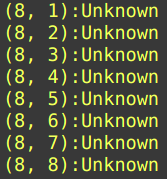 (8, 1):Unknown
(8, 2):Unknown
(8, 3):Unknown
(8, 4):Unknown
(8, 5):Unknown
(8, 6):Unknown
(8, 7):Unknown
(8, 8):Unknown